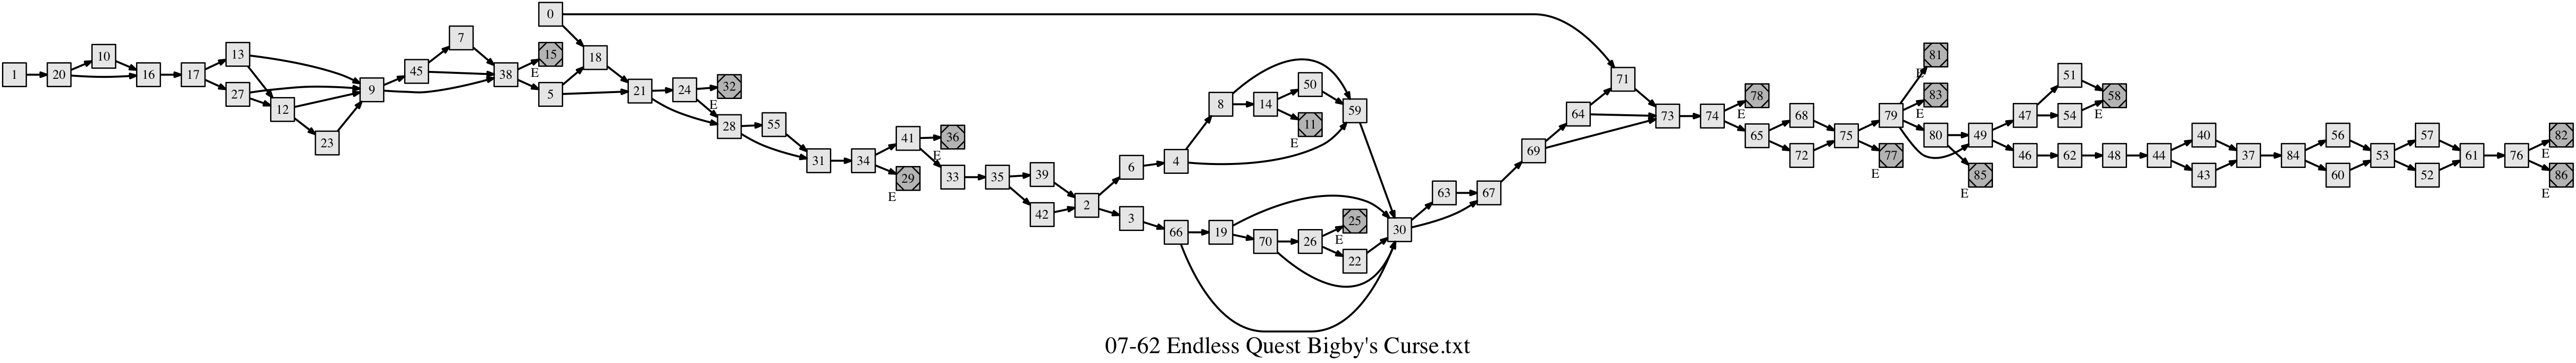 0
1 20 10 16 17 13 27 12 23 9 45 7 38 15 E 5 18 21 24 32 E 28 55 31 34 41 36 E 29 E 33 35 39 42 2 6 3 4 66 8 14 50 11 E 59 19 70 26 25 E 22 30 63 67 69 64 71 73 74 78 E 65 68 72 75 77 E 79 81 E 83 E 80 85 E 49 47 51 54 58 E 46 62 48 44 40 43 37 84 56 60 53 57 52 61 76 82 E 86 E
07-62 Endless Quest Bigby's Curse.txt